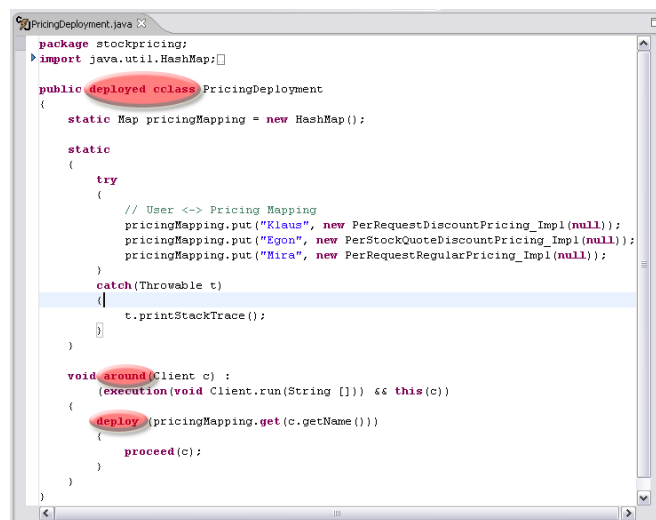 PricingDeployment.java
package stockpricing;
import java.util.HashMap;
public deployed cclass PricingDeployment
{
static Map pricingMapping = new HashMap();
static
{
try
{
// User <-> Pricing Mapping
pricingMapping.put("Klaus", new PerRequestDiscountPricing_Impl(null));
pricingMapping.put("Egon", new PerStockQuoteDiscountPricing_Impl(null));
pricingMapping.put("Mira", new PerRequestRegularPricing_Impl(null));
}
catch(Throwable t)
{
t.printStackTrace();
}
}
void around(Client c) :
(execution(void Client.run(String [])) && this(c))
{
deploy (pricingMapping.get(c.getName()))
{
proceed(c);
}
}
}